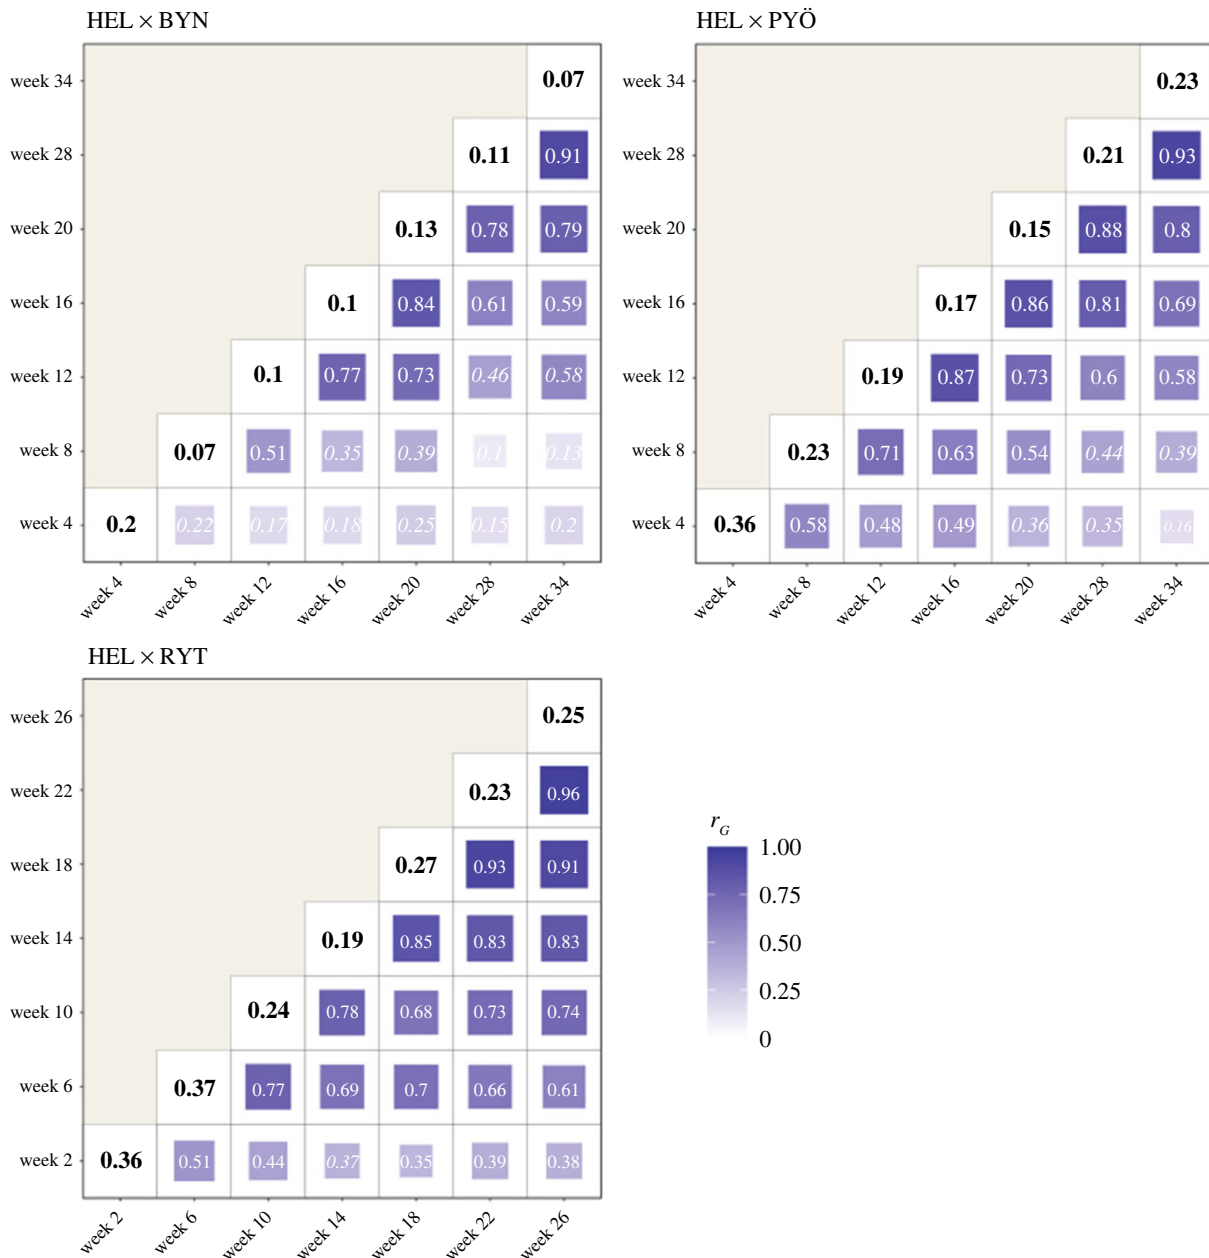 HEL × BYN
week 34 0.07
week 28 0.11 0.91
week 20 0.13 0.78 0.79
week 16 0.1 0.84 0.61 0.59
week 12 0.1 0.77 0.73 0.46 0.58
week 8 0.07 0.51 0.35 0.39 0.1 0.13
week 4 0.2 0.22 0.17 0.18 0.25 0.15 0.2
week 4 week 8 week 12 week 16 week 20 week 28 week 34
HEL × PYÖ
week 34 0.23
week 28 0.21 0.93
week 20 0.15 0.88 0.8
week 16 0.17 0.86 0.81 0.69
week 12 0.19 0.87 0.73 0.6 0.58
week 8 0.23 0.71 0.63 0.54 0.44 0.39
week 4 0.36 0.58 0.48 0.49 0.36 0.35 0.16
week 4 week 8 week 12 week 16 week 20 week 28 week 34
HEL × RYT
week 26 0.25
week 22 0.23 0.96
week 18 0.27 0.93 0.91
week 14 0.19 0.85 0.83 0.83
week 10 0.24 0.78 0.68 0.73 0.74
week 6 0.37 0.77 0.69 0.7 0.66 0.61
week 2 0.36 0.51 0.44 0.37 0.35 0.39 0.38
week 2 week 6 week 10 week 14 week 18 week 22 week 26
r_G
1.00
0.75
0.50
0.25
0